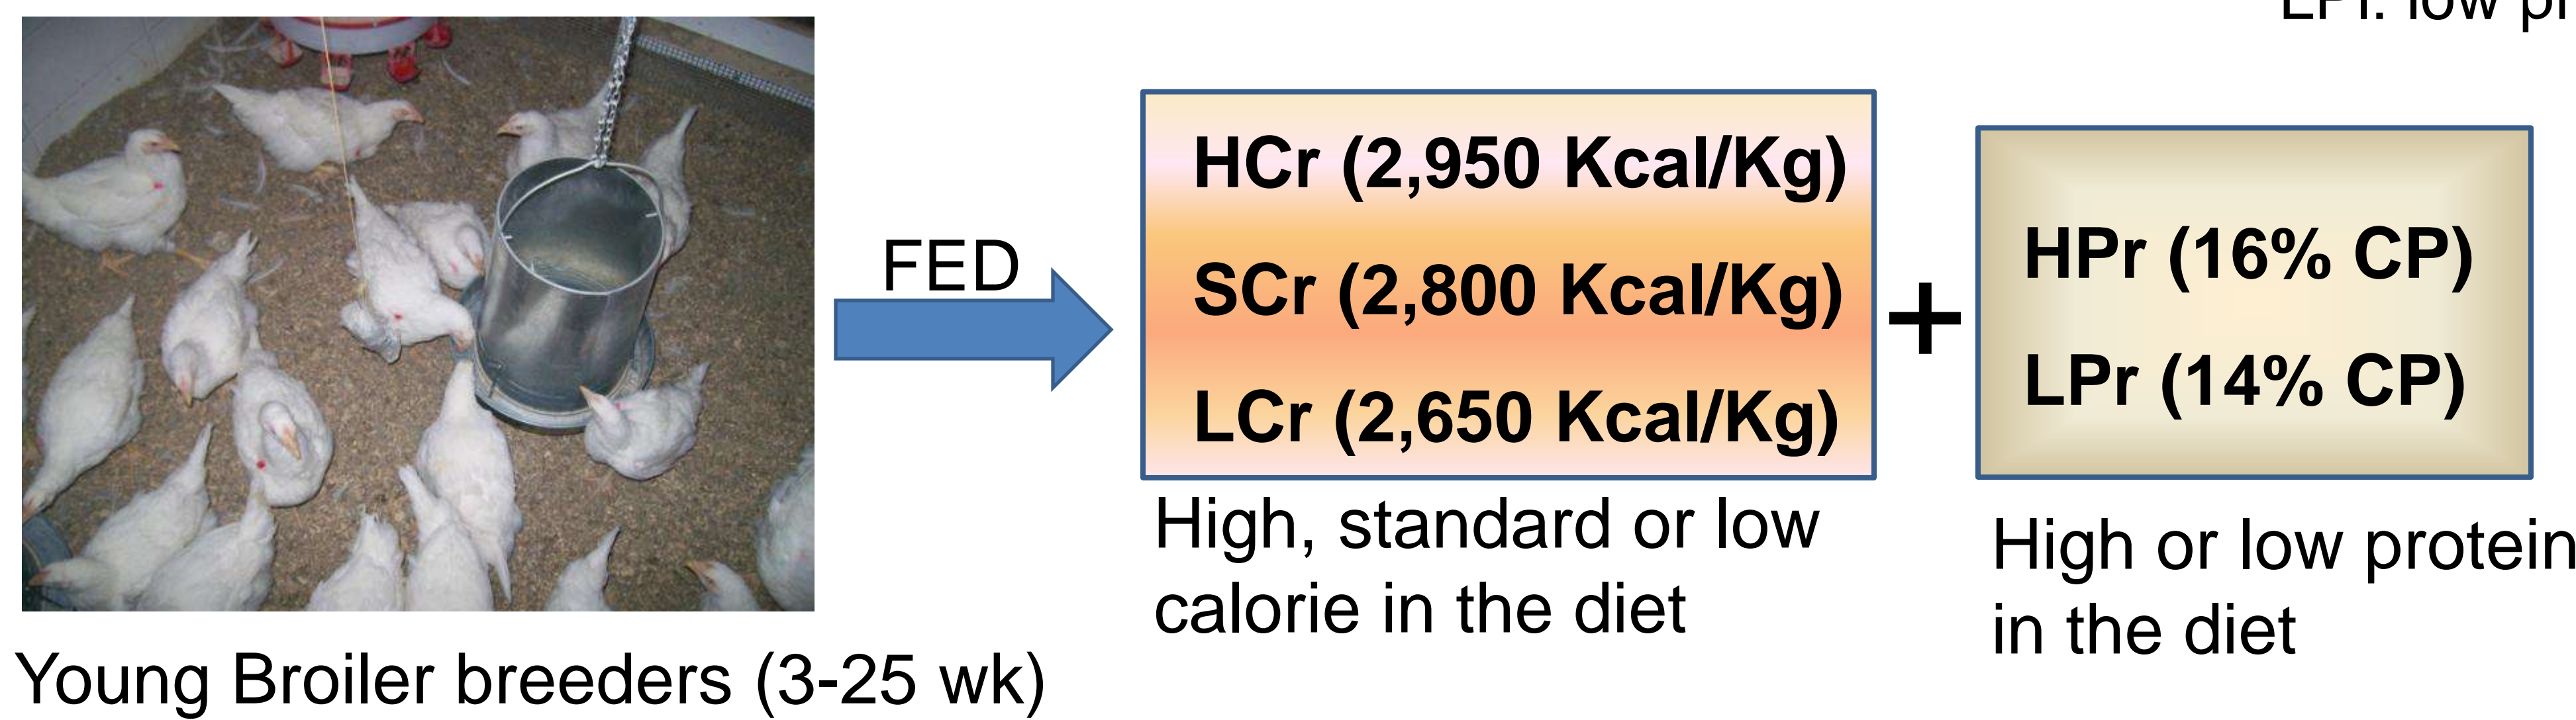 FED
HCr (2,950 Kcal/Kg)
SCr (2,800 Kcal/Kg)
LCr (2,650 Kcal/Kg)
High, standard or low
calorie in the diet
+
HPr (16% CP)
LPr (14% CP)
High or low protein
in the diet
Young Broiler breeders (3-25 wk)